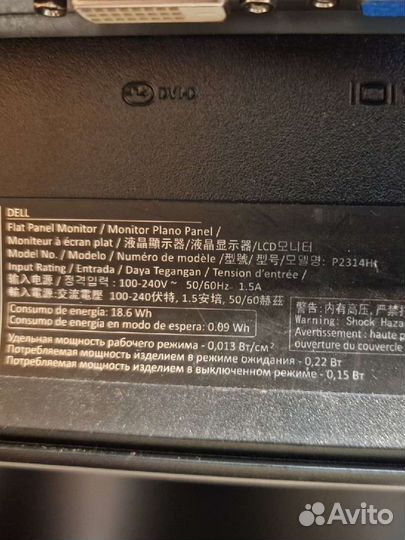 DVI-D
DELL
Flat Panel Monitor / Monitor Plano Panel /
Moniteur à écran plat / 液晶顯示器/液晶显示器/LCD모니터
Model No. / Modelo / Numéro de modèle / 型號/ 型号/모델명: P2314Ht
Input Rating / Entrada / Daya Tegangan / Tension d'entrée /
输入电源 / 정격입력 : 100-240V~ 50/60Hz 1.5A
輸入電源:交流電壓 100-240伏特, 1.5安培, 50/60赫茲
Consumo de energía: 18.6 Wh
Consumo de energía en modo de espera: 0.09 Wh
警告: 内有高压, 严禁打
Warning: Shock Haza
Avertissement: haute p
ouverture du couvercle
Удельная мощность рабочего режима - 0,013 Вт/см²
Потребляемая мощность изделием в режиме ожидания - 0,22 Вт
Потребляемая мощность изделием в выключенном режиме - 0,15 Вт
Avito